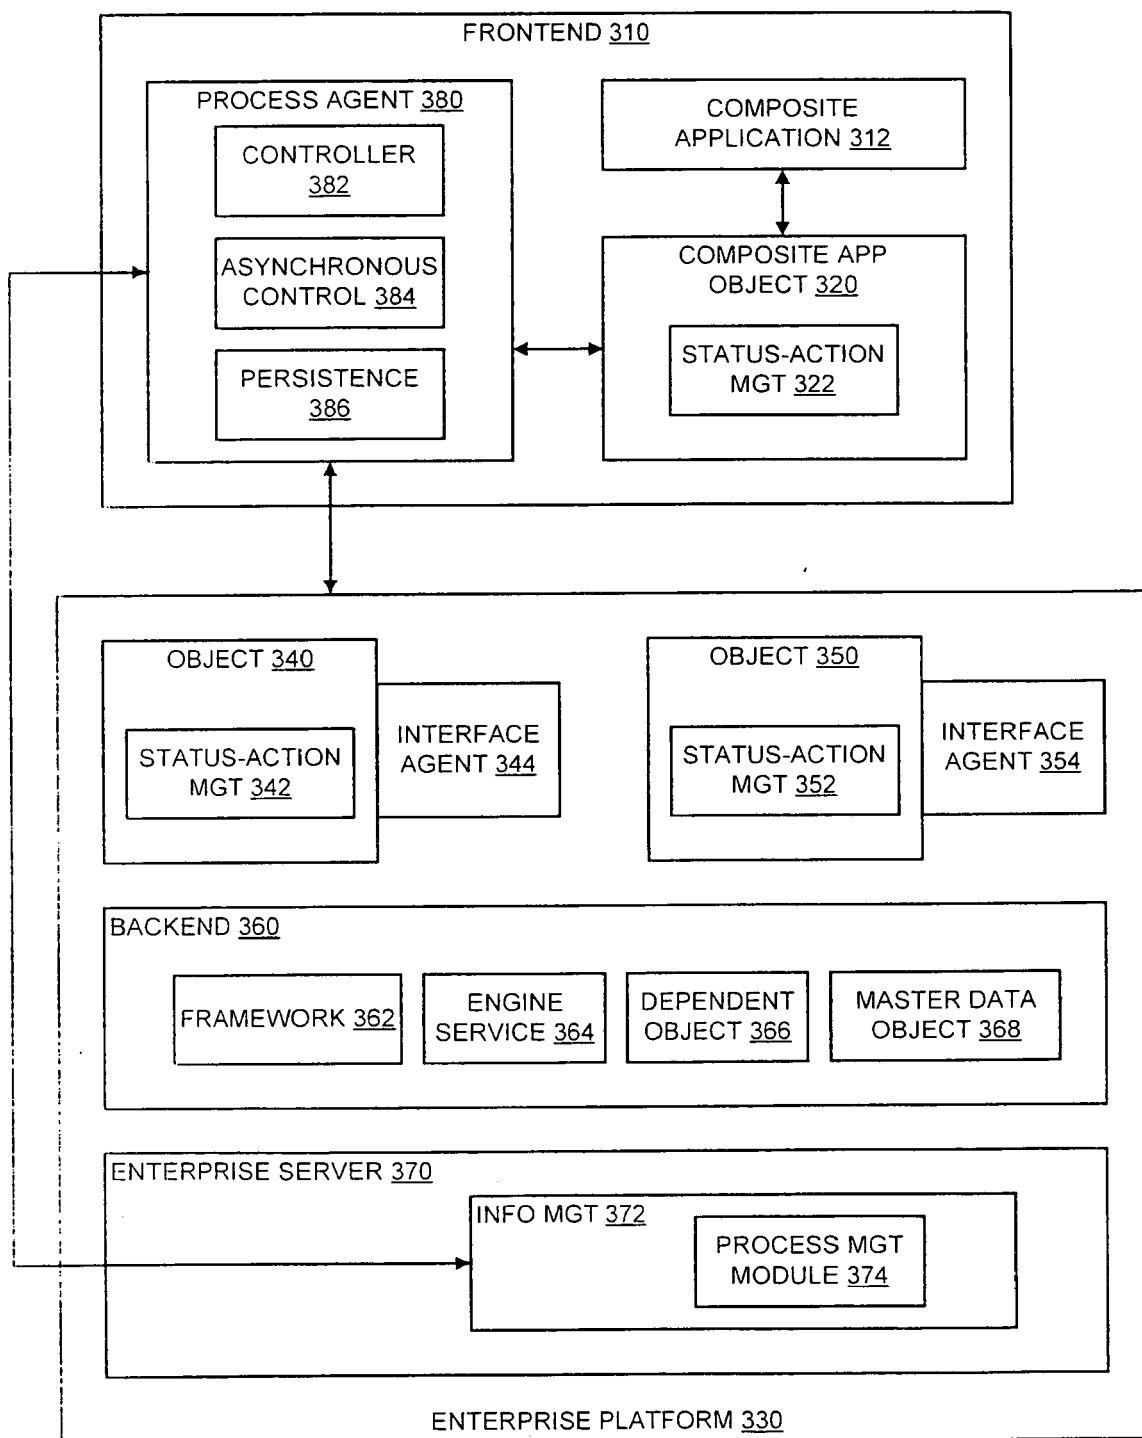 FRONTEND 310
PROCESS AGENT 380
CONTROLLER
382
ASYNCHRONOUS
CONTROL 384
PERSISTENCE
386
COMPOSITE
APPLICATION 312
COMPOSITE APP
OBJECT 320
STATUS-ACTION
MGT 322
OBJECT 340
STATUS-ACTION
MGT 342
INTERFACE
AGENT 344
OBJECT 350
STATUS-ACTION
MGT 352
INTERFACE
AGENT 354
BACKEND 360
FRAMEWORK 362
ENGINE
SERVICE 364
DEPENDENT
OBJECT 366
MASTER DATA
OBJECT 368
ENTERPRISE SERVER 370
INFO MGT 372
PROCESS MGT
MODULE 374
ENTERPRISE PLATFORM 330